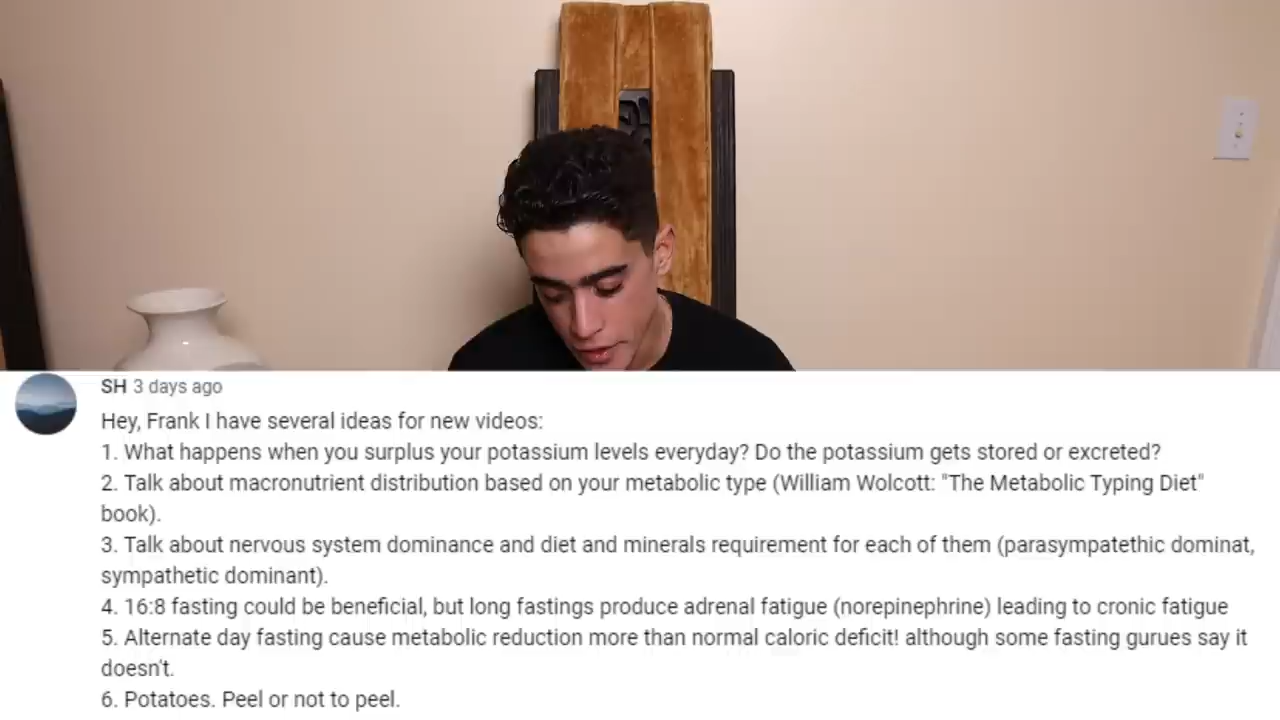 SH 3 days ago
Hey, Frank I have several ideas for new videos:
1. What happens when you surplus your potassium levels everyday? Do the potassium gets stored or excreted?
2. Talk about macronutrient distribution based on your metabolic type (William Wolcott: "The Metabolic Typing Diet"
book).
3. Talk about nervous system dominance and diet and minerals requirement for each of them (parasympatethic dominat,
sympathetic dominant).
4. 16:8 fasting could be beneficial, but long fastings produce adrenal fatigue (norepinephrine) leading to cronic fatigue
5. Alternate day fasting cause metabolic reduction more than normal caloric deficit! although some fasting gurues say it
doesn't.
6. Potatoes. Peel or not to peel.